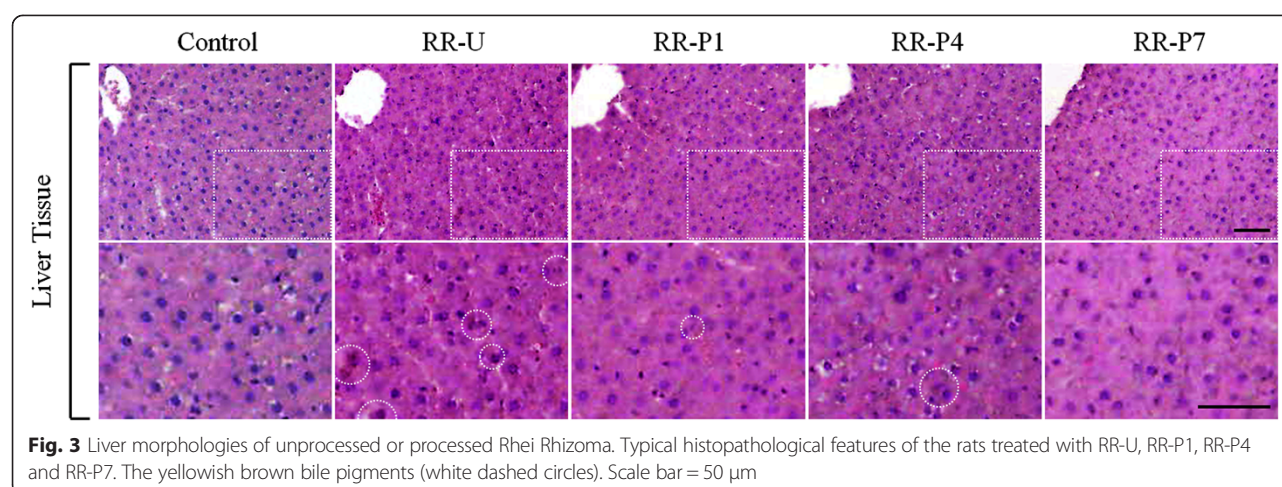 Control RR-U RR-P1 RR-P4 RR-P7
Liver Tissue
Fig. 3 Liver morphologies of unprocessed or processed Rhei Rhizoma. Typical histopathological features of the rats treated with RR-U, RR-P1, RR-P4
and RR-P7. The yellowish brown bile pigments (white dashed circles). Scale bar = 50 μm